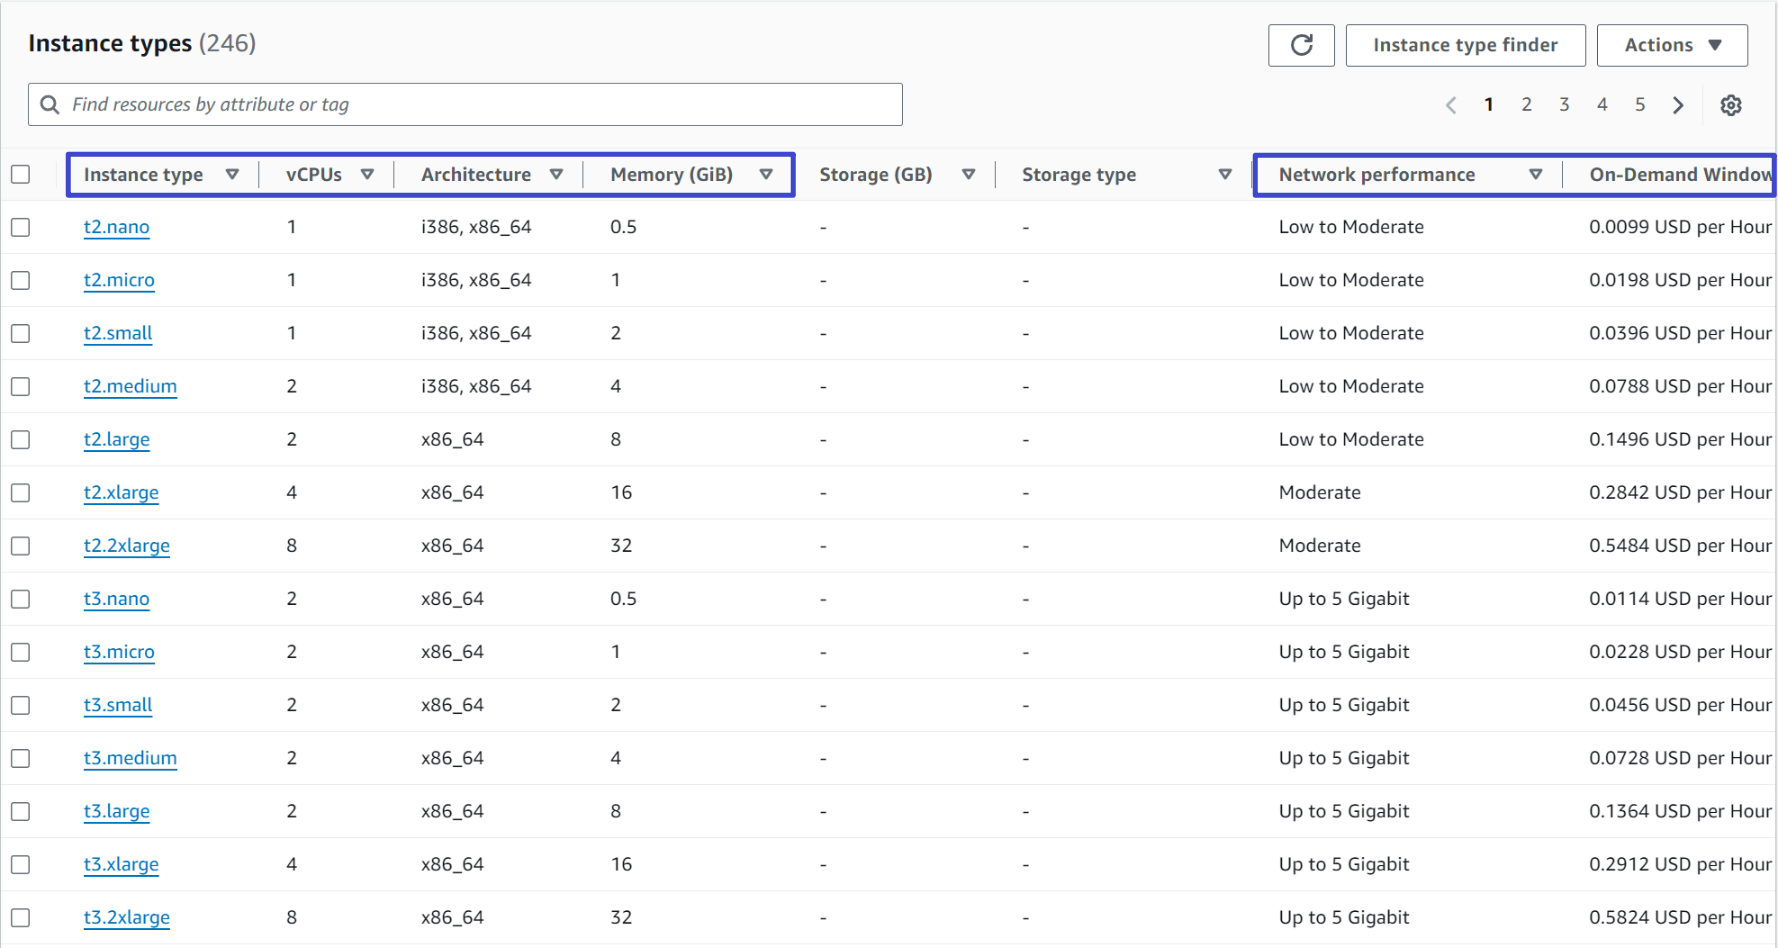 Instance types (246)
Instance type finder
Actions
Find resources by attribute or tag
1 2 3 4 5
Instance type vCPUs Architecture Memory (GiB) Storage (GB) Storage type Network performance On-Demand Window
t2.nano 1 i386, x86_64 0.5 - - Low to Moderate 0.0099 USD per Hour
t2.micro 1 i386, x86_64 1 - - Low to Moderate 0.0198 USD per Hour
t2.small 1 i386, x86_64 2 - - Low to Moderate 0.0396 USD per Hour
t2.medium 2 i386, x86_64 4 - - Low to Moderate 0.0788 USD per Hour
t2.large 2 x86_64 8 - - Low to Moderate 0.1496 USD per Hour
t2.xlarge 4 x86_64 16 - - Moderate 0.2842 USD per Hour
t2.2xlarge 8 x86_64 32 - - Moderate 0.5484 USD per Hour
t3.nano 2 x86_64 0.5 - - Up to 5 Gigabit 0.0114 USD per Hour
t3.micro 2 x86_64 1 - - Up to 5 Gigabit 0.0228 USD per Hour
t3.small 2 x86_64 2 - - Up to 5 Gigabit 0.0456 USD per Hour
t3.medium 2 x86_64 4 - - Up to 5 Gigabit 0.0728 USD per Hour
t3.large 2 x86_64 8 - - Up to 5 Gigabit 0.1364 USD per Hour
t3.xlarge 4 x86_64 16 - - Up to 5 Gigabit 0.2912 USD per Hour
t3.2xlarge 8 x86_64 32 - - Up to 5 Gigabit 0.5824 USD per Hour